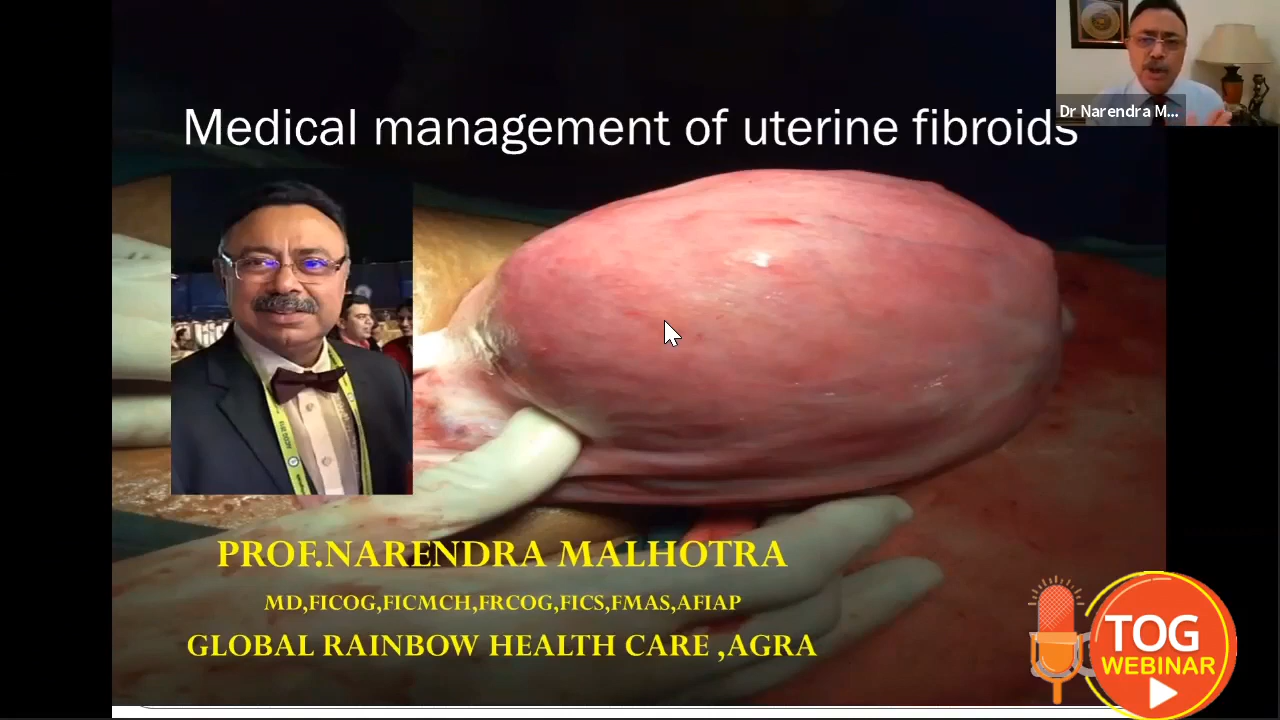 Medical management of uterine fibroids
Dr Narendra M...
PROF.NARENDRA MALHOTRA
MD,FICOG,FICMCH,FRCOG,FICS,FMAS,AFIAP
GLOBAL RAINBOW HEALTH CARE ,AGRA
TOG
WEBINAR